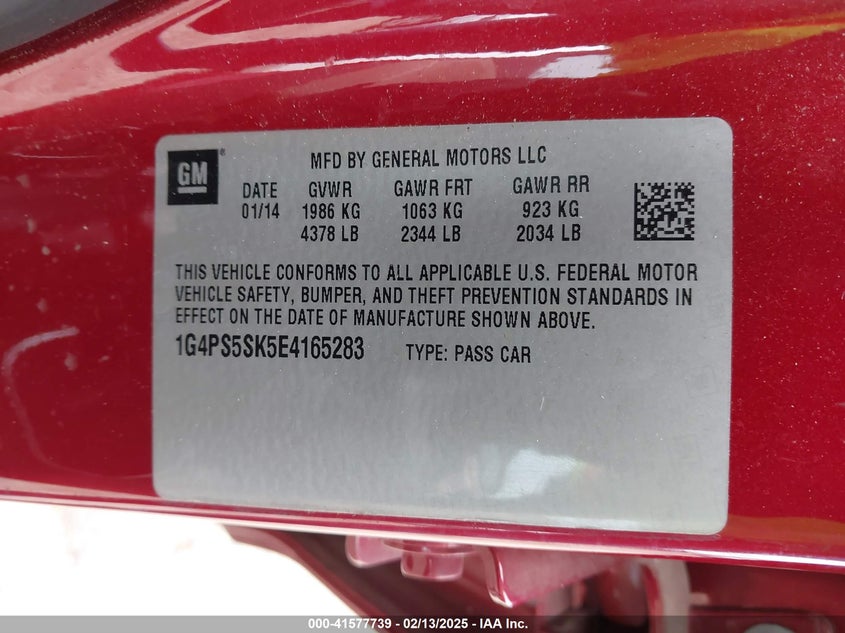 GM
MFD BY GENERAL MOTORS LLC
DATE GVWR GAWR FRT GAWR RR
01/14 1986 KG 1063 KG 923 KG
4378 LB 2344 LB 2034 LB
THIS VEHICLE CONFORMS TO ALL APPLICABLE U.S. FEDERAL MOTOR
VEHICLE SAFETY, BUMPER, AND THEFT PREVENTION STANDARDS IN
EFFECT ON THE DATE OF MANUFACTURE SHOWN ABOVE.
1G4PS5SK5E4165283 TYPE: PASS CAR
000-41577739 - 02/13/2025 - IAA Inc.